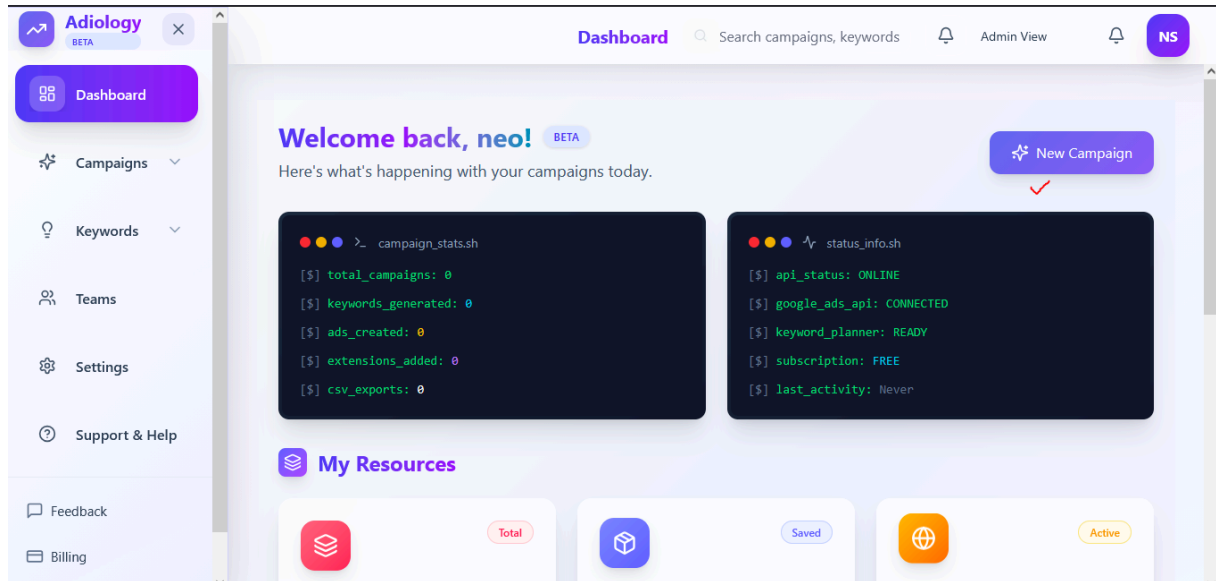 Adiology
BETA
Dashboard
Campaigns
Keywords
Teams
Settings
Support & Help
Feedback
Billing
Dashboard
Search campaigns, keywords
Admin View
NS
Welcome back, neo! BETA
Here's what's happening with your campaigns today.
New Campaign
campaign_stats.sh
[$] total_campaigns: 0
[$] keywords_generated: 0
[$] ads_created: 0
[$] extensions_added: 0
[$] csv_exports: 0
status_info.sh
[$] api_status: ONLINE
[$] google_ads_api: CONNECTED
[$] keyword_planner: READY
[$] subscription: FREE
[$] last_activity: Never
My Resources
Total
Saved
Active